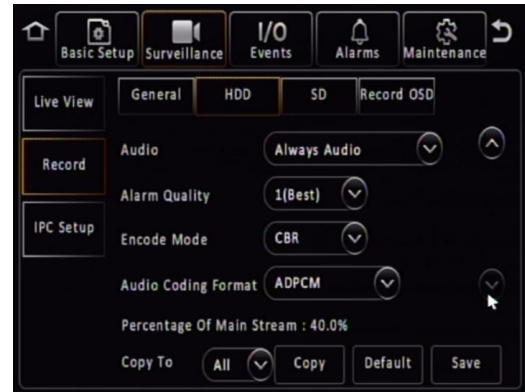 Basic Setup Surveillance I/O Events Alarms Maintenance
Live View General HDD SD Record OSD
Record Audio Always Audio
Alarm Quality 1(Best)
IPC Setup Encode Mode CBR
Audio Coding Format ADPCM
Percentage Of Main Stream : 40.0%
Copy To All Copy Default Save